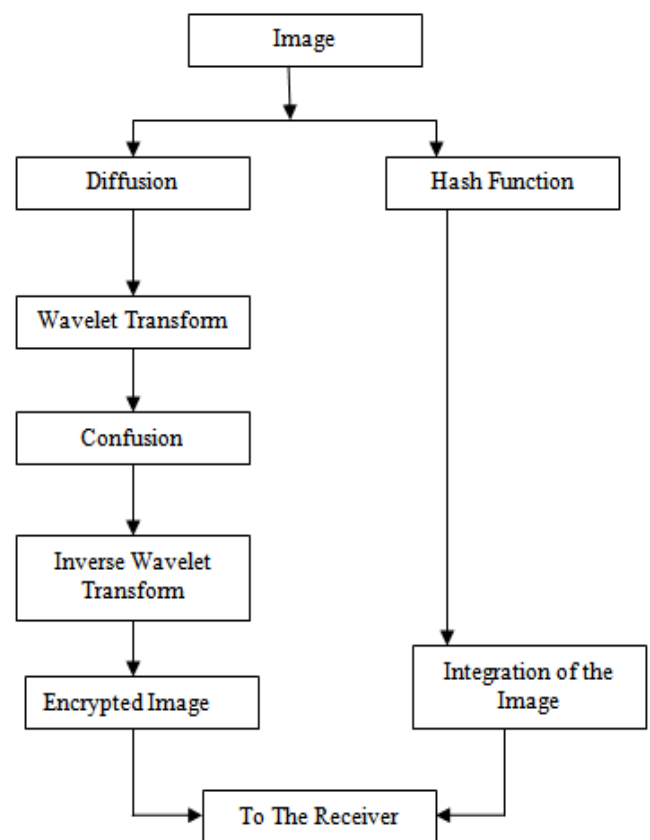 Image
Diffusion
Hash Function
Wavelet Transform
Confusion
Inverse Wavelet
Transform
Encrypted Image
Integration of the
Image
To The Receiver